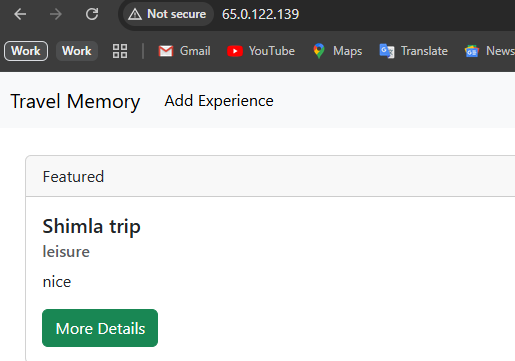 Not secure 65.0.122.139
Work Work Gmail YouTube Maps Translate News
Travel Memory Add Experience
Featured
Shimla trip
leisure
nice
More Details